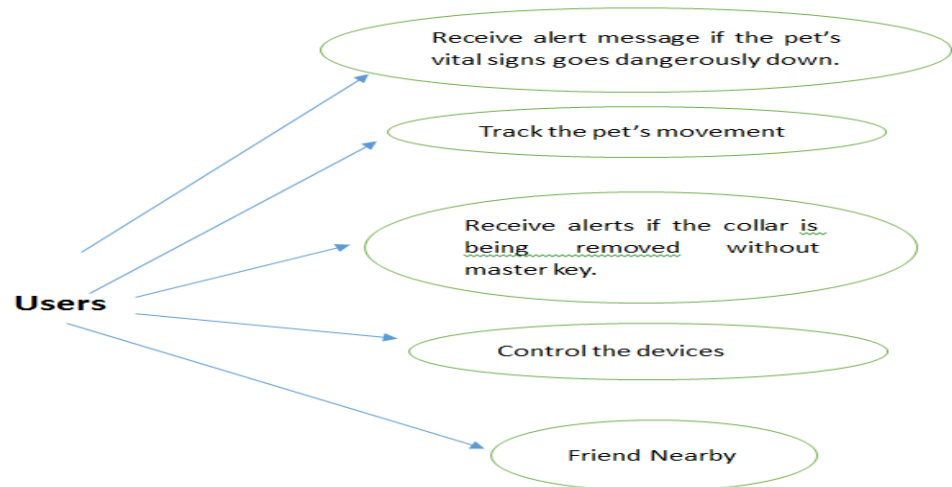 Receive alert message if the pet's
vital signs goes dangerously down.
Track the pet's movement
Receive alerts if the collar is
being removed without
master key.
Users
Control the devices
Friend Nearby